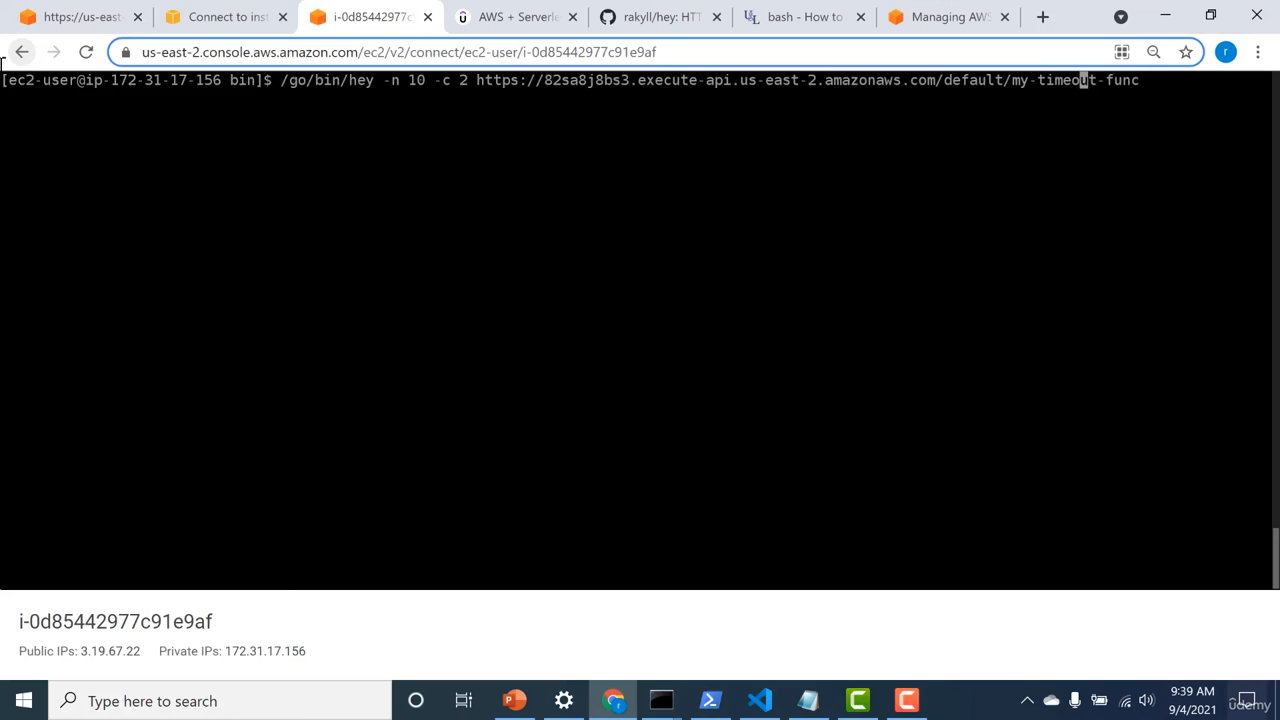 https://us-east-
Connect to inst
i-0d85442977c
AWS + Serverle
rakyll/hey: HTT
bash - How to
Managing AWS
us-east-2.console.aws.amazon.com/ec2/v2/connect/ec2-user/i-0d85442977c91e9af
r
[ec2-user@ip-172-31-17-156 bin]$ /go/bin/hey -n 10 -c 2 https://82sa8j8bs3.execute-api.us-east-2.amazonaws.com/default/my-timeout-func
i-0d85442977c91e9af
Public IPs: 3.19.67.22 Private IPs: 172.31.17.156
Type here to search
9:39 AM
9/4/2021
ûdemy